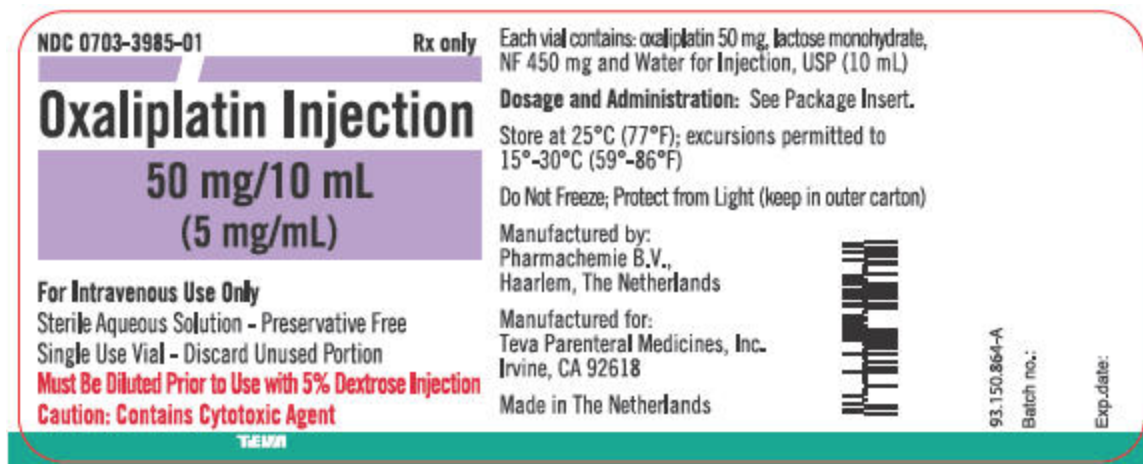 NDC 0703-3985-01 Rx only
Oxaliplatin Injection
50 mg/10 mL
(5 mg/mL)
For Intravenous Use Only
Sterile Aqueous Solution – Preservative Free
Single Use Vial – Discard Unused Portion
Must Be Diluted Prior to Use with 5% Dextrose Injection
Caution: Contains Cytotoxic Agent
TEVA
Each vial contains: oxaliplatin 50 mg, lactose monohydrate,
NF 450 mg and Water for Injection, USP (10 mL)
Dosage and Administration: See Package Insert.
Store at 25°C (77°F); excursions permitted to
15°-30°C (59°-86°F)
Do Not Freeze; Protect from Light (keep in outer carton)
Manufactured by:
Pharmachemie B.V.,
Haarlem, The Netherlands
Manufactured for:
Teva Parenteral Medicines, Inc.
Irvine, CA 92618
Made in The Netherlands
93.150.864-A
Batch no.:
Exp.date: